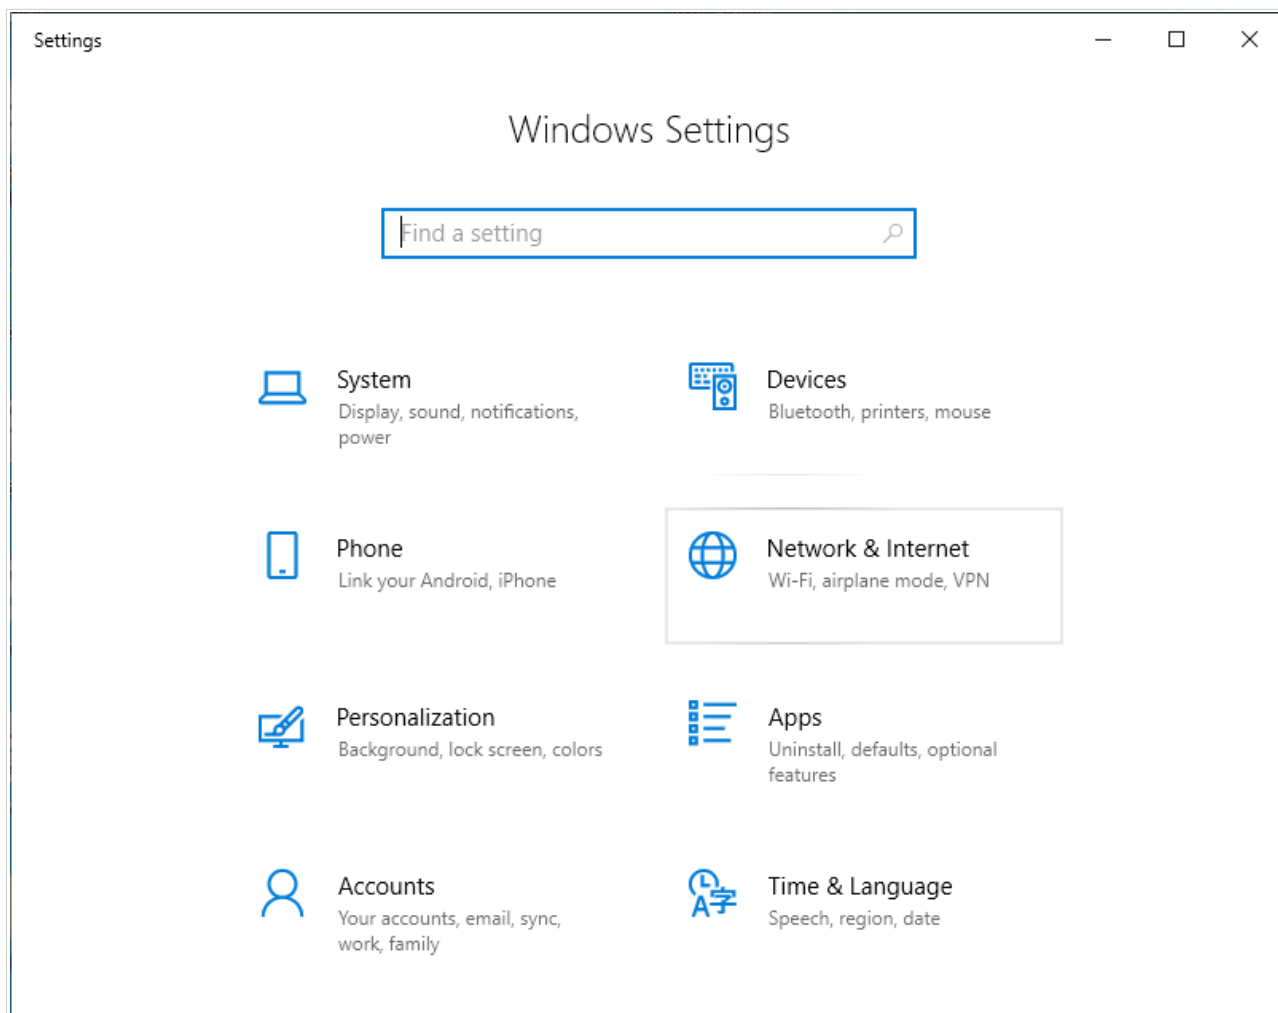 Settings
Windows Settings
Find a setting
System
Display, sound, notifications,
power
Devices
Bluetooth, printers, mouse
Phone
Link your Android, iPhone
Network & Internet
Wi-Fi, airplane mode, VPN
Personalization
Background, lock screen, colors
Apps
Uninstall, defaults, optional
features
Accounts
Your accounts, email, sync,
work, family
Time & Language
Speech, region, date